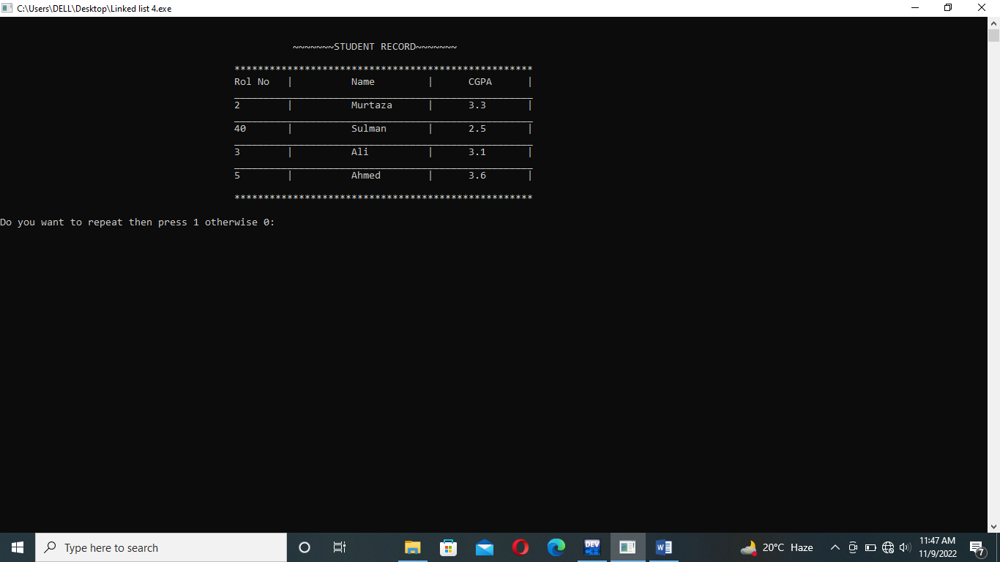 C:\Users\DELL\Desktop\Linked list 4.exe
~~~~~~~STUDENT RECORD~~~~~~~
***************************************************
Rol No | Name | CGPA |
___________________________________________________
2 | Murtaza | 3.3 |
___________________________________________________
40 | Sulman | 2.5 |
___________________________________________________
3 | Ali | 3.1 |
___________________________________________________
5 | Ahmed | 3.6 |
***************************************************
Do you want to repeat then press 1 otherwise 0:
Type here to search
DEV C++
W
20°C Haze
11:47 AM
11/9/2022
7